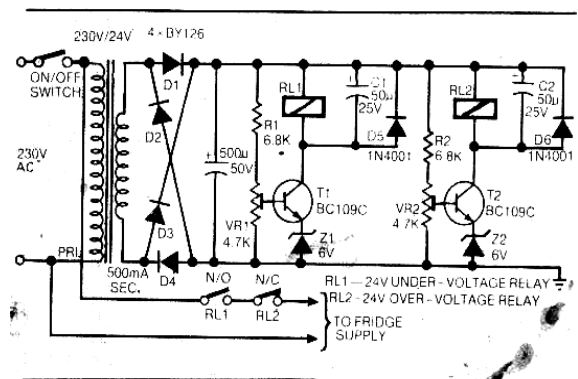 230V/24V
4×BY126
ON/OFF
SWITCH
230V
AC
PRI.
500mA
SEC.
D1
D2
D3
D4
500µ
50V
R1
6.8K
VR1
4.7K
RL1
C1
50µ
25V
D5
1N4001
T1
BC109C
Z1
6V
R2
6.8K
VR2
4.7K
RL2
C2
50µ
25V
D6
1N4001
T2
BC109C
Z2
6V
N/O
N/C
RL1
RL2
RL1—24V UNDER-VOLTAGE RELAY
RL2-24V OVER-VOLTAGE RELAY
TO FRIDGE
SUPPLY